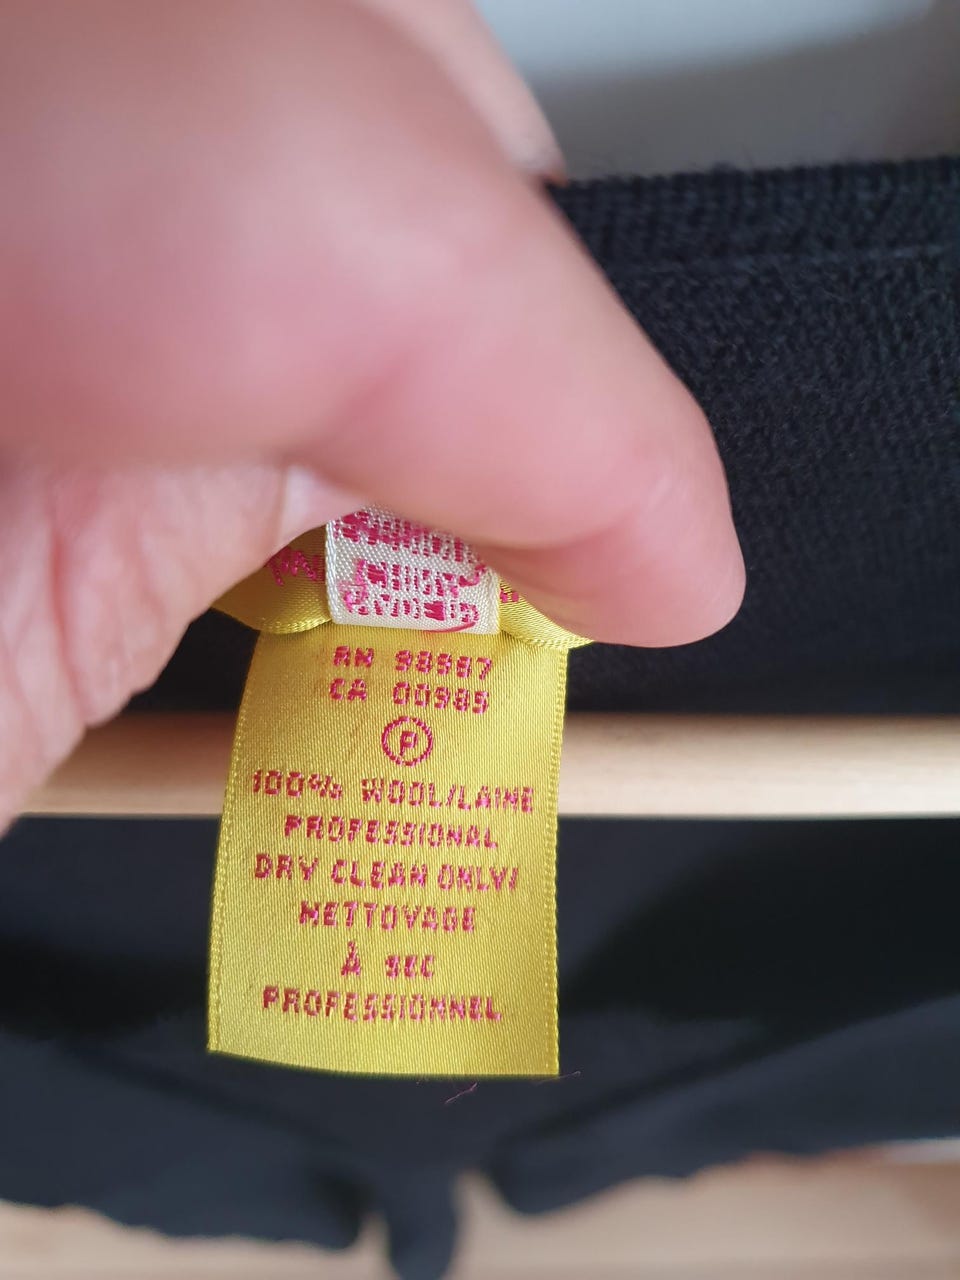 RN 98587
CA 00985
P
100% WOOL/LAINE
PROFESSIONAL
DRY CLEAN ONLY/
NETTOYAGE
À SEC
PROFESSIONNEL